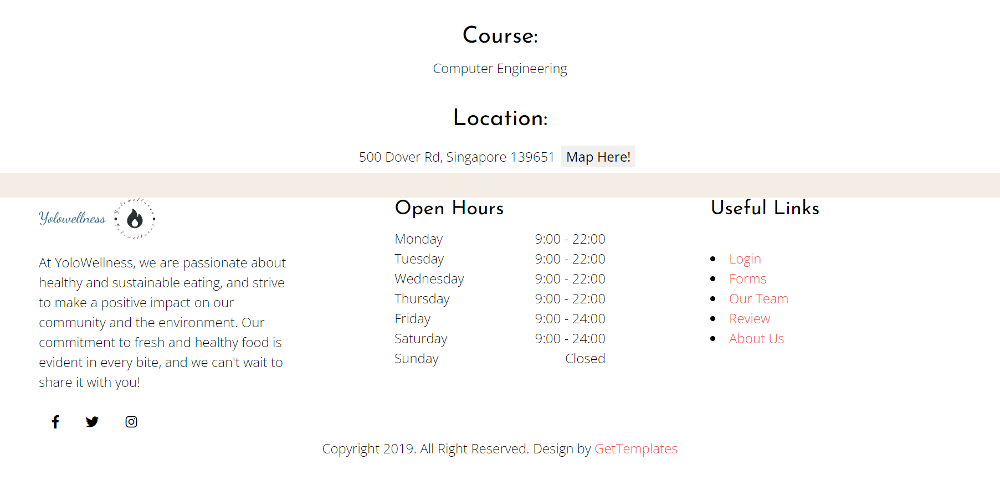 Course:
Computer Engineering
Location:
500 Dover Rd, Singapore 139651 Map Here!
Yolowellness
Yolowellness
Yolowellness
At YoloWellness, we are passionate about
healthy and sustainable eating, and strive
to make a positive impact on our
community and the environment. Our
commitment to fresh and healthy food is
evident in every bite, and we can't wait to
share it with you!
Open Hours
Monday 9:00 - 22:00
Tuesday 9:00 - 22:00
Wednesday 9:00 - 22:00
Thursday 9:00 - 22:00
Friday 9:00 - 24:00
Saturday 9:00 - 24:00
Sunday Closed
Useful Links
Login
Forms
Our Team
Review
About Us
Copyright 2019. All Right Reserved. Design by GetTemplates